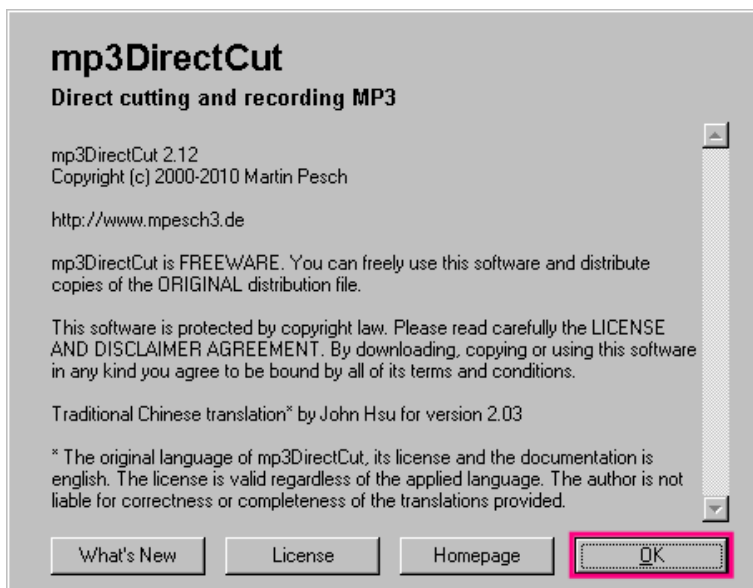 mp3DirectCut
Direct cutting and recording MP3
mp3DirectCut 2.12
Copyright (c) 2000-2010 Martin Pesch
http://www.mpesch3.de
mp3DirectCut is FREEWARE. You can freely use this software and distribute
copies of the ORIGINAL distribution file.
This software is protected by copyright law. Please read carefully the LICENSE
AND DISCLAIMER AGREEMENT. By downloading, copying or using this software
in any kind you agree to be bound by all of its terms and conditions.
Traditional Chinese translation* by John Hsu for version 2.03
* The original language of mp3DirectCut, its license and the documentation is
english. The license is valid regardless of the applied language. The author is not
liable for correctness or completeness of the translations provided.
What's New License Homepage OK